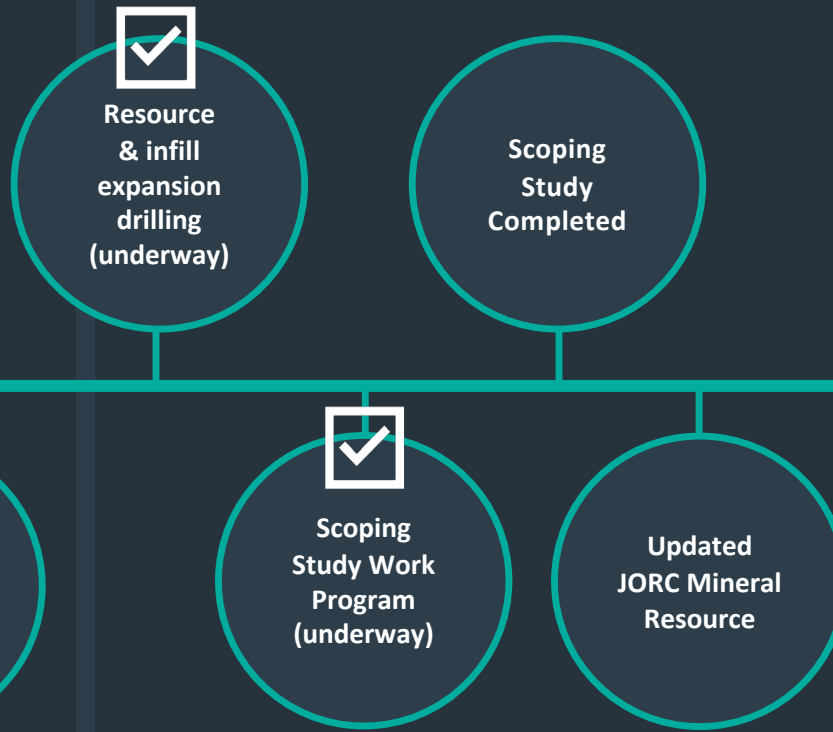 Resource
& infill
expansion
drilling
(underway)
Scoping
Study
Completed
Scoping
Study Work
Program
(underway)
Updated
JORC Mineral
Resource